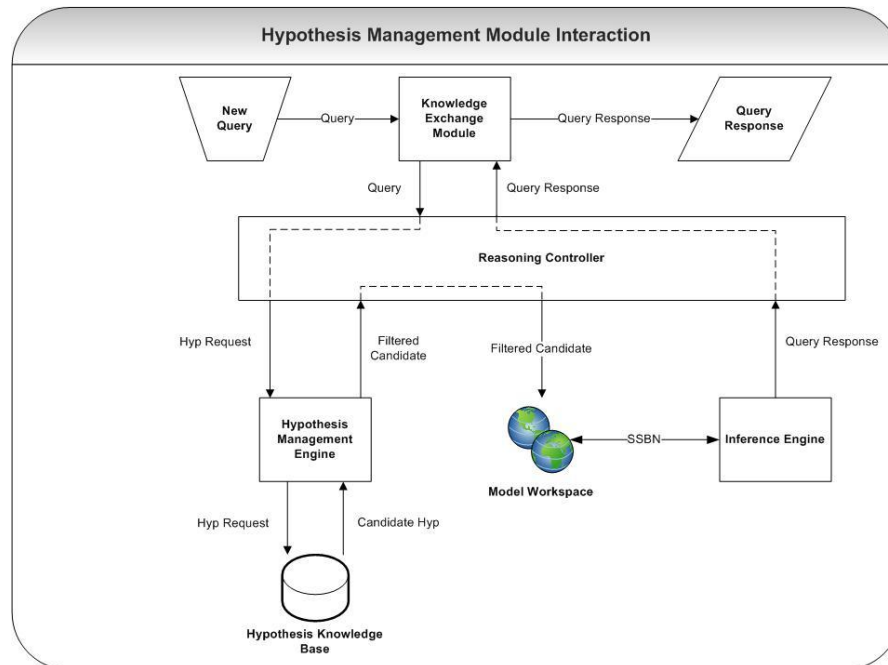 Hypothesis Management Module Interaction
New
Query
Query
Knowledge
Exchange
Module
Query Response
Query
Response
Query
Query Response
Reasoning Controller
Hyp Request
Filtered
Candidate
Filtered Candidate
Query Response
Hypothesis
Management
Engine
SSBN
Inference Engine
Model Workspace
Hyp Request
Candidate Hyp
Hypothesis Knowledge
Base